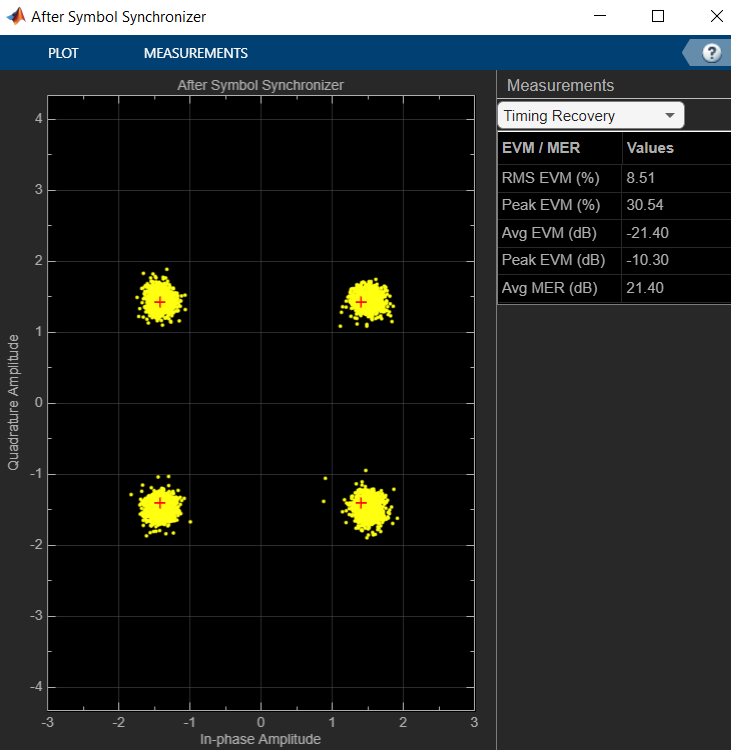 After Symbol Synchronizer
PLOT MEASUREMENTS ?
After Symbol Synchronizer
4
3
2
1
0
-1
-2
-3
-4
Quadrature Amplitude
-3 -2 -1 0 1 2 3
In-phase Amplitude
Measurements
Timing Recovery
EVM / MER Values
RMS EVM (%) 8.51
Peak EVM (%) 30.54
Avg EVM (dB) -21.40
Peak EVM (dB) -10.30
Avg MER (dB) 21.40